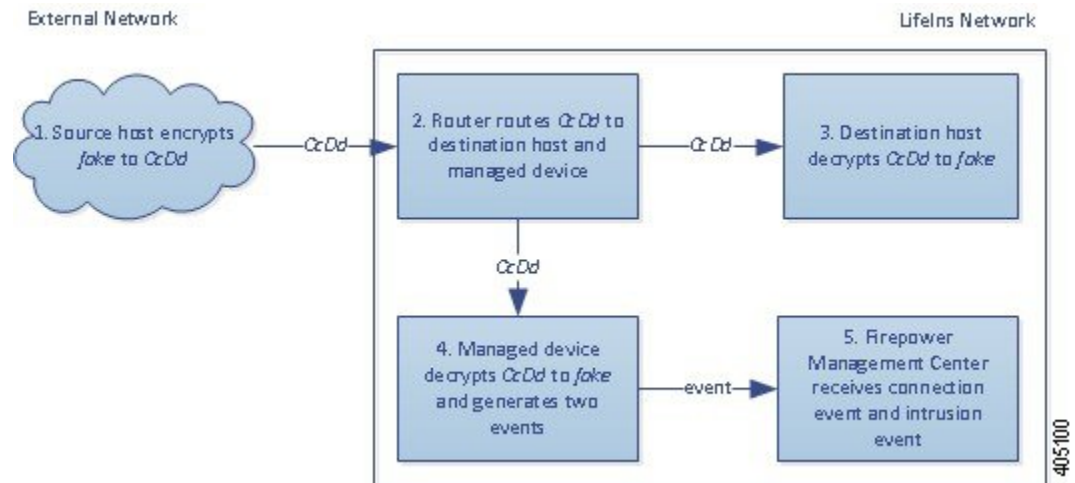 External Network
LifeIns Network
1. Source host encrypts
fake to CcDd
CcDd
2. Router routes CcDd to
destination host and
managed device
CcDd
3. Destination host
decrypts CcDd to fake
CcDd
4. Managed device
decrypts CcDd to fake
and generates two
events
event
5. Firepower
Management Center
receives connection
event and intrusion
event
405100